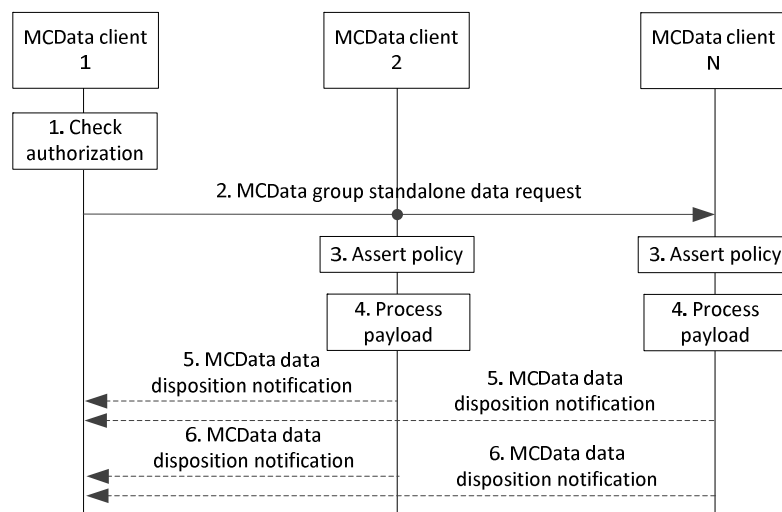 MCData client
1
MCData client
2
MCData client
N
1. Check
authorization
2. MCData group standalone data request
3. Assert policy
3. Assert policy
4. Process
payload
4. Process
payload
5. MCData data
disposition notification
5. MCData data
disposition notification
6. MCData data
disposition notification
6. MCData data
disposition notification